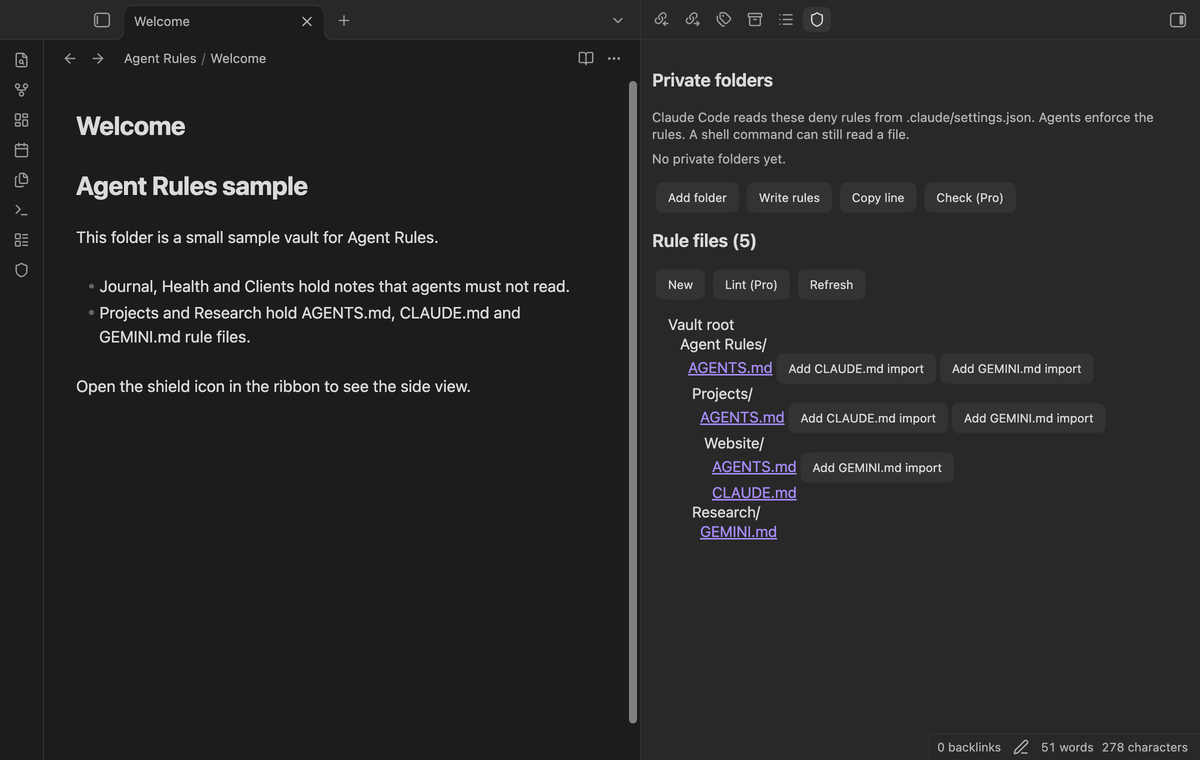 Welcome
Agent Rules / Welcome
Welcome
Agent Rules sample
This folder is a small sample vault for Agent Rules.
Journal, Health and Clients hold notes that agents must not read.
Projects and Research hold AGENTS.md, CLAUDE.md and
GEMINI.md rule files.
Open the shield icon in the ribbon to see the side view.
Private folders
Claude Code reads these deny rules from .claude/settings.json. Agents enforce the
rules. A shell command can still read a file.
No private folders yet.
Add folder Write rules Copy line Check (Pro)
Rule files (5)
New Lint (Pro) Refresh
Vault root
Agent Rules/
AGENTS.md Add CLAUDE.md import Add GEMINI.md import
Projects/
AGENTS.md Add CLAUDE.md import Add GEMINI.md import
Website/
AGENTS.md Add GEMINI.md import
CLAUDE.md
Research/
GEMINI.md
0 backlinks 51 words 278 characters